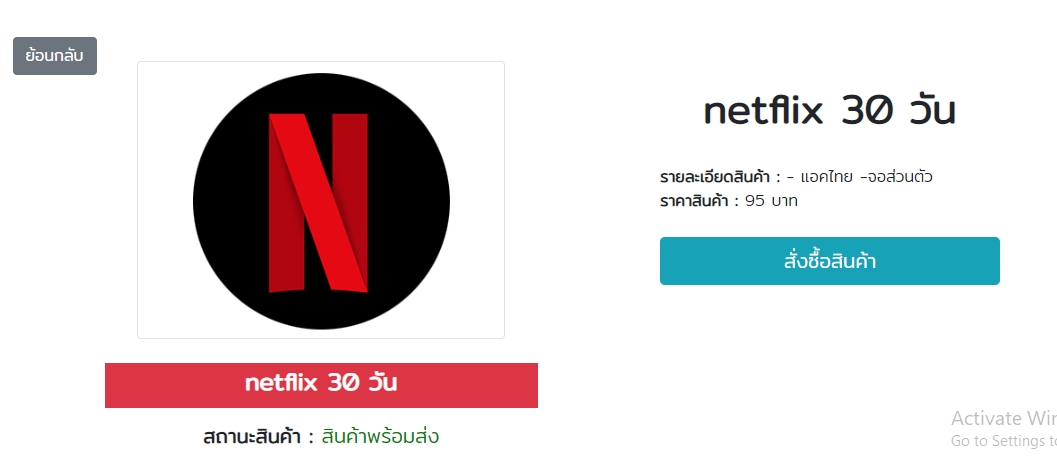 ย้อนกลับ
netflix 30 วัน
รายละเอียดสินค้า : - แอคไทย -จอส่วนตัว
ราคาสินค้า : 95 บาท
สั่งซื้อสินค้า
netflix 30 วัน
สถานะสินค้า : สินค้าพร้อมส่ง
Activate Win
Go to Settings to